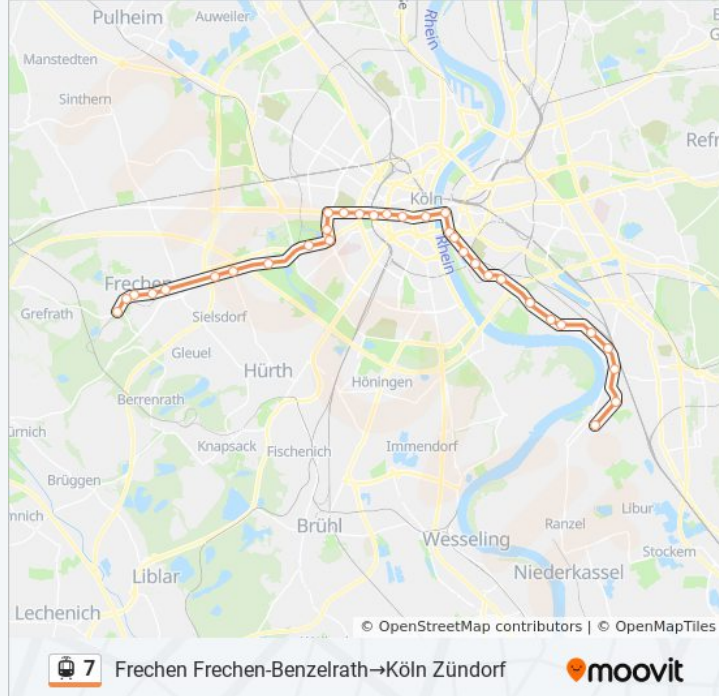 Pulheim
Auweiler
Rhein
Manstedten
Sinthern
Refr
Köln
Rhein
Frechen
Grefrath
Sielsdorf
Gleuel
Hürth
Höningen
Berrenrath
Knapsack
Fischenich
Immendorf
Brüggen
Brühl
Libur
Ranzel
Wesseling
Stockem
Niederkassel
Liblar
Lechenich
© OpenStreetMap contributors | © OpenMapTiles
7 Frechen Frechen-Benzelrath→Köln Zündorf
moovit